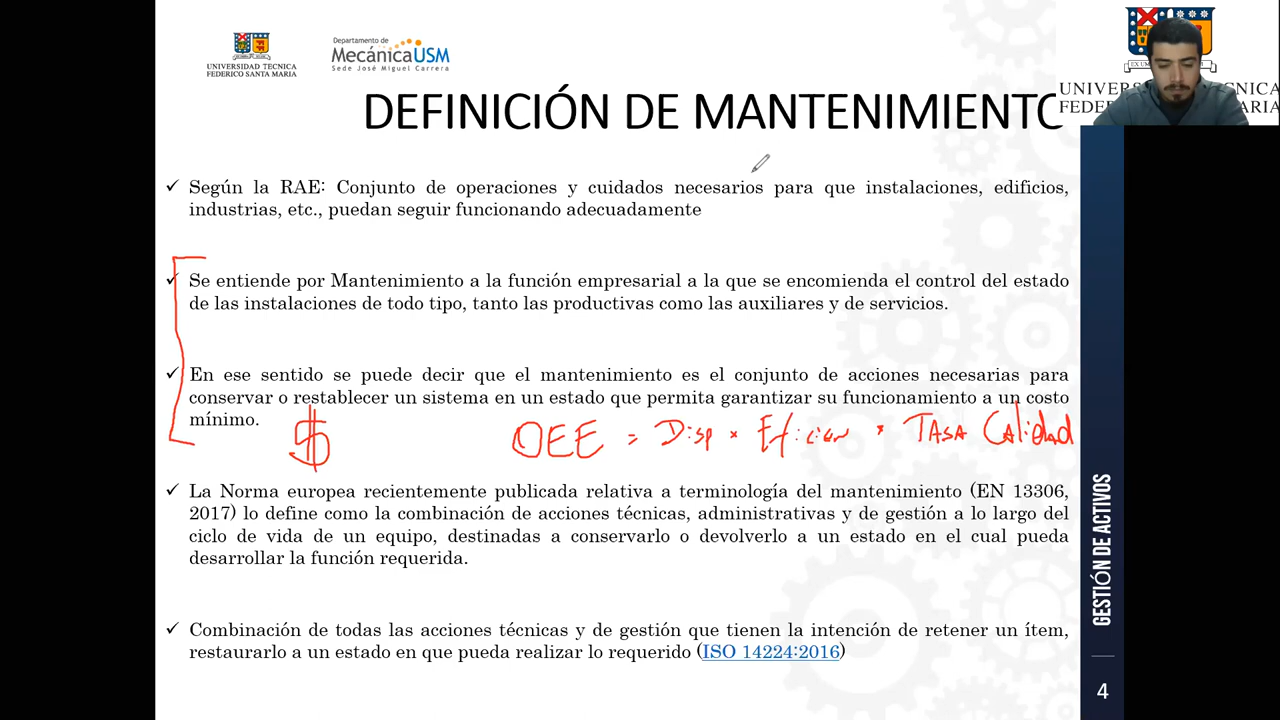 UNIVERSIDAD TECNICA
FEDERICO SANTA MARIA
Departamento de
MecánicaUSM
Sede José Miguel Carrera
DEFINICIÓN DE MANTENIMIENTO
✓ Según la RAE: Conjunto de operaciones y cuidados necesarios para que instalaciones, edificios,
industrias, etc., puedan seguir funcionando adecuadamente
✓ Se entiende por Mantenimiento a la función empresarial a la que se encomienda el control del estado
de las instalaciones de todo tipo, tanto las productivas como las auxiliares y de servicios.
✓ En ese sentido se puede decir que el mantenimiento es el conjunto de acciones necesarias para
conservar o restablecer un sistema en un estado que permita garantizar su funcionamiento a un costo
mínimo.
$
OEE = Disp * Eficien * TASA CAlidad
✓ La Norma europea recientemente publicada relativa a terminología del mantenimiento (EN 13306,
2017) lo define como la combinación de acciones técnicas, administrativas y de gestión a lo largo del
ciclo de vida de un equipo, destinadas a conservarlo o devolverlo a un estado en el cual pueda
desarrollar la función requerida.
✓ Combinación de todas las acciones técnicas y de gestión que tienen la intención de retener un ítem,
restaurarlo a un estado en que pueda realizar lo requerido (ISO 14224:2016)
GESTIÓN DE ACTIVOS
4